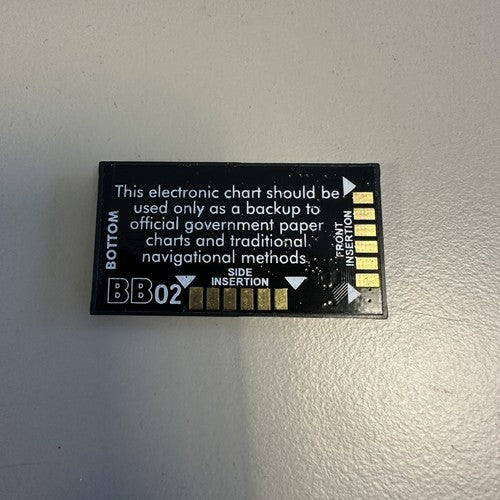 This electronic chart should be
used only as a backup to
official government paper
charts and traditional
navigational methods
BOTTOM
BB02
SIDE
INSERTION
FRONT
INSERTION